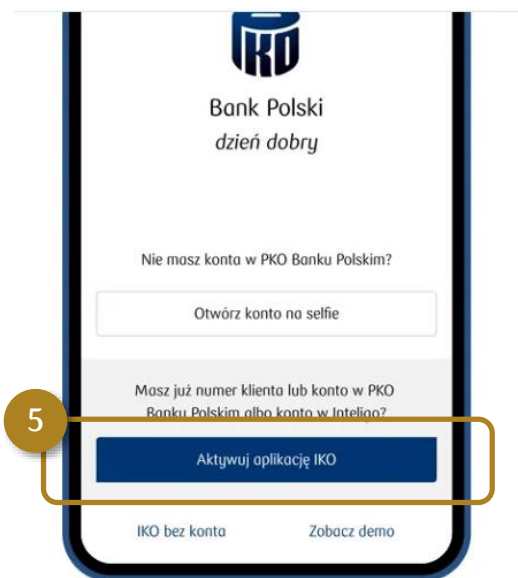 PKO
Bank Polski
dzień dobry
Nie masz konta w PKO Banku Polskim?
Otwórz konto na selfie
Masz już numer klienta lub konto w PKO
Banku Polskim albo konto w Inteligo?
5
Aktywuj aplikację IKO
IKO bez konta
Zobacz demo